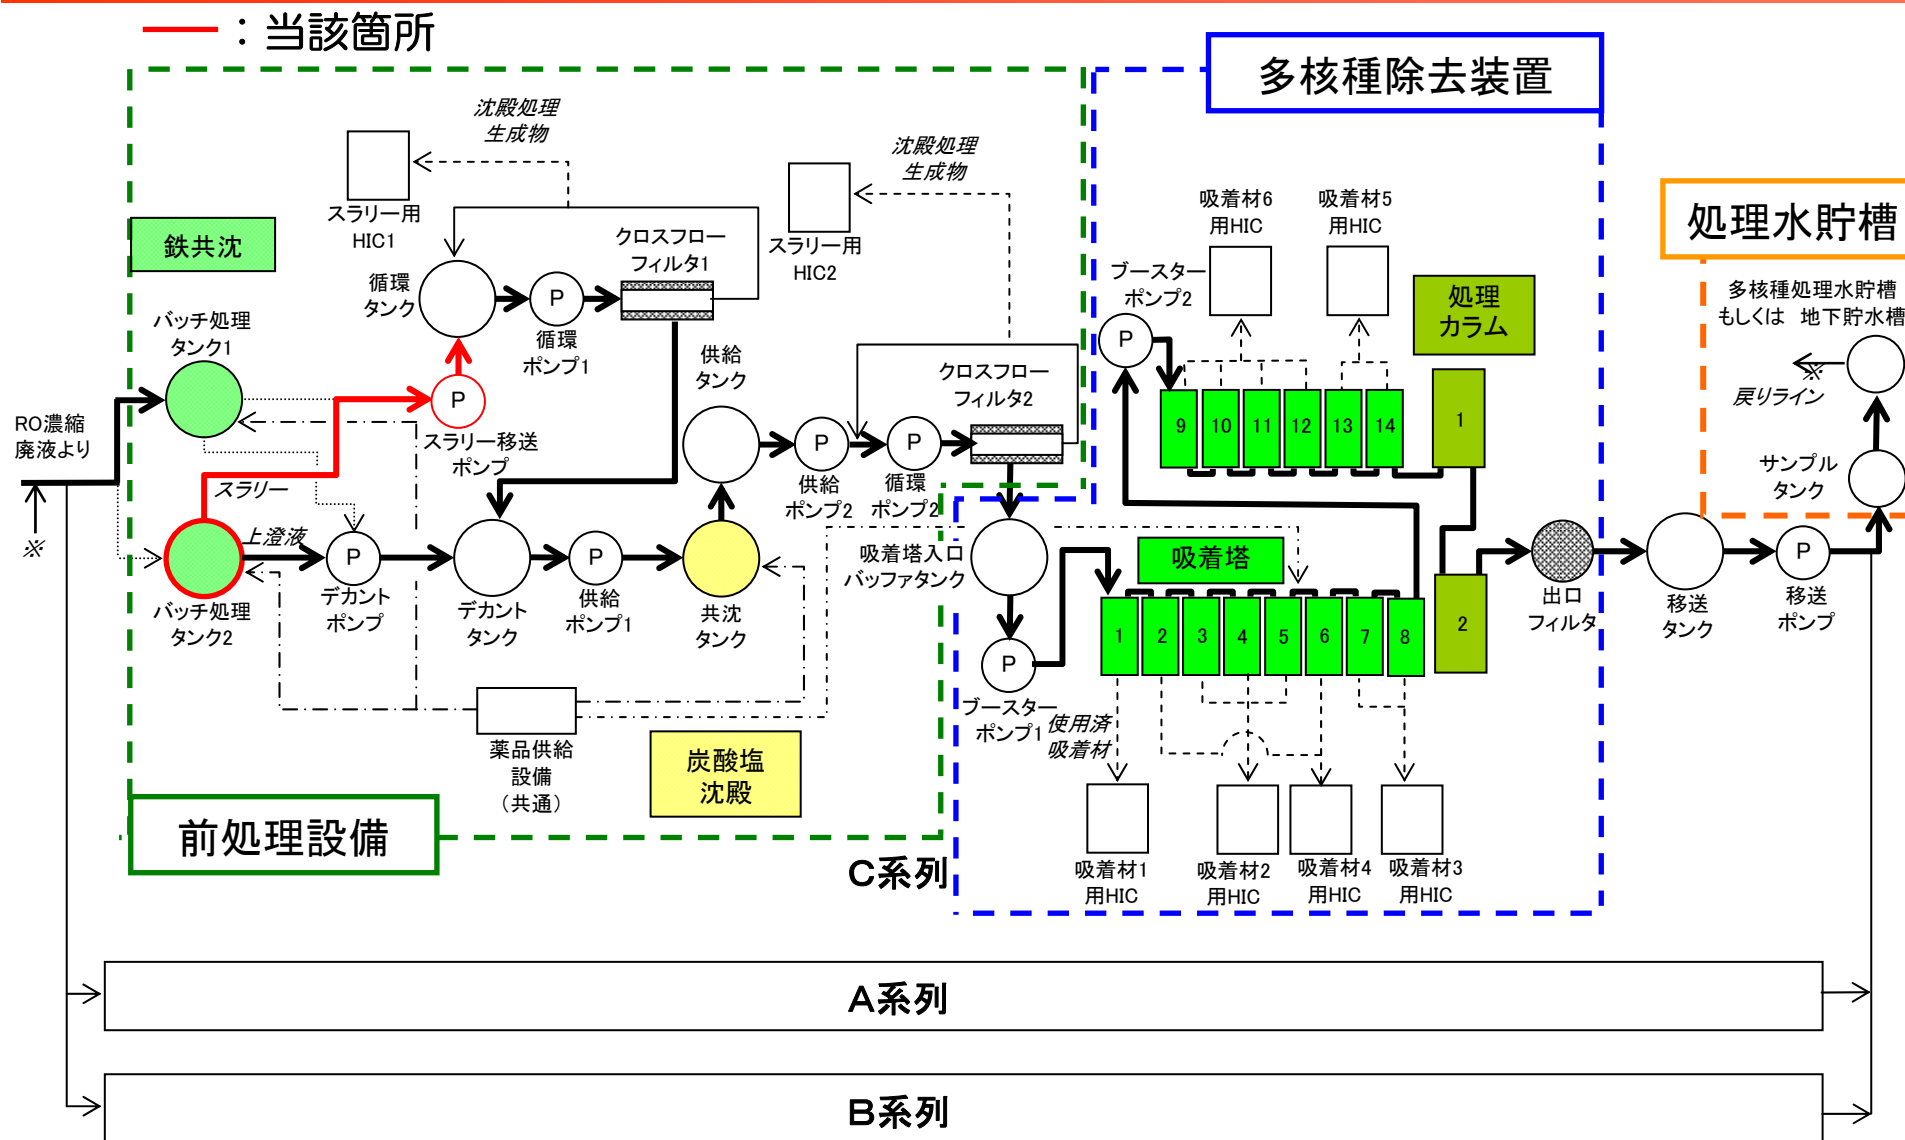 ：当該箇所
多核種除去装置
沈殿処理
生成物
沈殿処理
生成物
スラリー用
HIC1
スラリー用
HIC2
吸着材6
用HIC
吸着材5
用HIC
処理水貯槽
鉄共沈
クロスフロー
フィルタ1
循環
タンク
P
循環
ポンプ1
ブースター
ポンプ2
P
処理
カラム
多核種処理水貯槽
もしくは 地下貯水槽
バッチ処理
タンク1
供給
タンク
クロスフロー
フィルタ2
※
戻りライン
RO濃縮
廃液より
P
スラリー移送
ポンプ
9
10
11
12
13
14
1
P
供給
ポンプ2
P
循環
ポンプ2
サンプル
タンク
スラリー
※
上澄液
バッチ処理
タンク2
P
デカント
ポンプ
デカント
タンク
P
供給
ポンプ1
共沈
タンク
吸着塔入口
バッファタンク
吸着塔
1
2
3
4
5
6
7
8
2
出口
フィルタ
移送
タンク
P
移送
ポンプ
P
ブースター
ポンプ1
使用済
吸着材
薬品供給
設備
（共通）
炭酸塩
沈殿
前処理設備
C系列
吸着材1
用HIC
吸着材2
用HIC
吸着材4
用HIC
吸着材3
用HIC
A系列
B系列